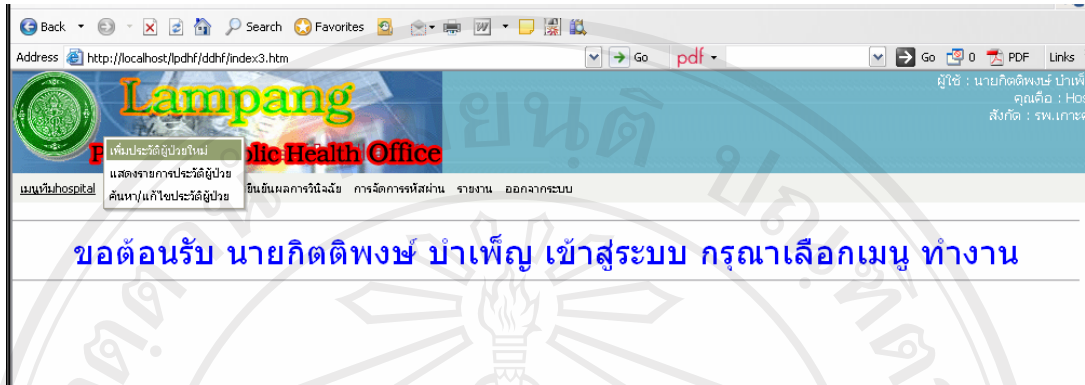 Back Search Favorites
Address http://localhost/lpdhf/ddhf/index3.htm Go pdf Go 0 PDF Links
ผู้ใช้ : นายกิตติพงษ์ บำเพ็
Lampang
คุณคือ : Hos
สังกัด : รพ.เกาะค
Public Health Office
เพิ่มประวัติผู้ป่วยใหม่
แสดงรายการประวัติผู้ป่วย
ค้นหา/แก้ไขประวัติผู้ป่วย
เมนูทีมhospital ยืนยันผลการวินิจฉัย การจัดการรหัสผ่าน รายงาน ออกจากระบบ
ขอต้อนรับ นายกิตติพงษ์ บำเพ็ญ เข้าสู่ระบบ กรุณาเลือกเมนู ทำงาน